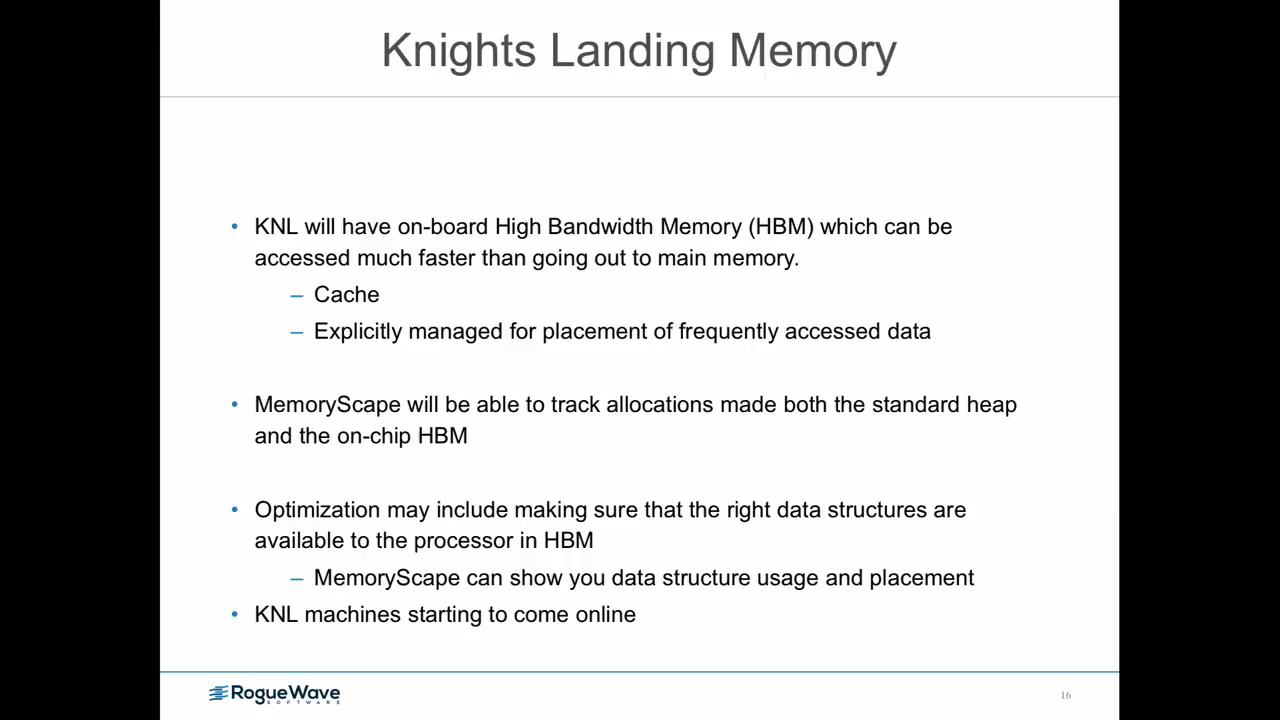 Knights Landing Memory
• KNL will have on-board High Bandwidth Memory (HBM) which can be
accessed much faster than going out to main memory.
– Cache
– Explicitly managed for placement of frequently accessed data
• MemoryScape will be able to track allocations made both the standard heap
and the on-chip HBM
• Optimization may include making sure that the right data structures are
available to the processor in HBM
– MemoryScape can show you data structure usage and placement
• KNL machines starting to come online
RogueWave
SOFTWARE
16